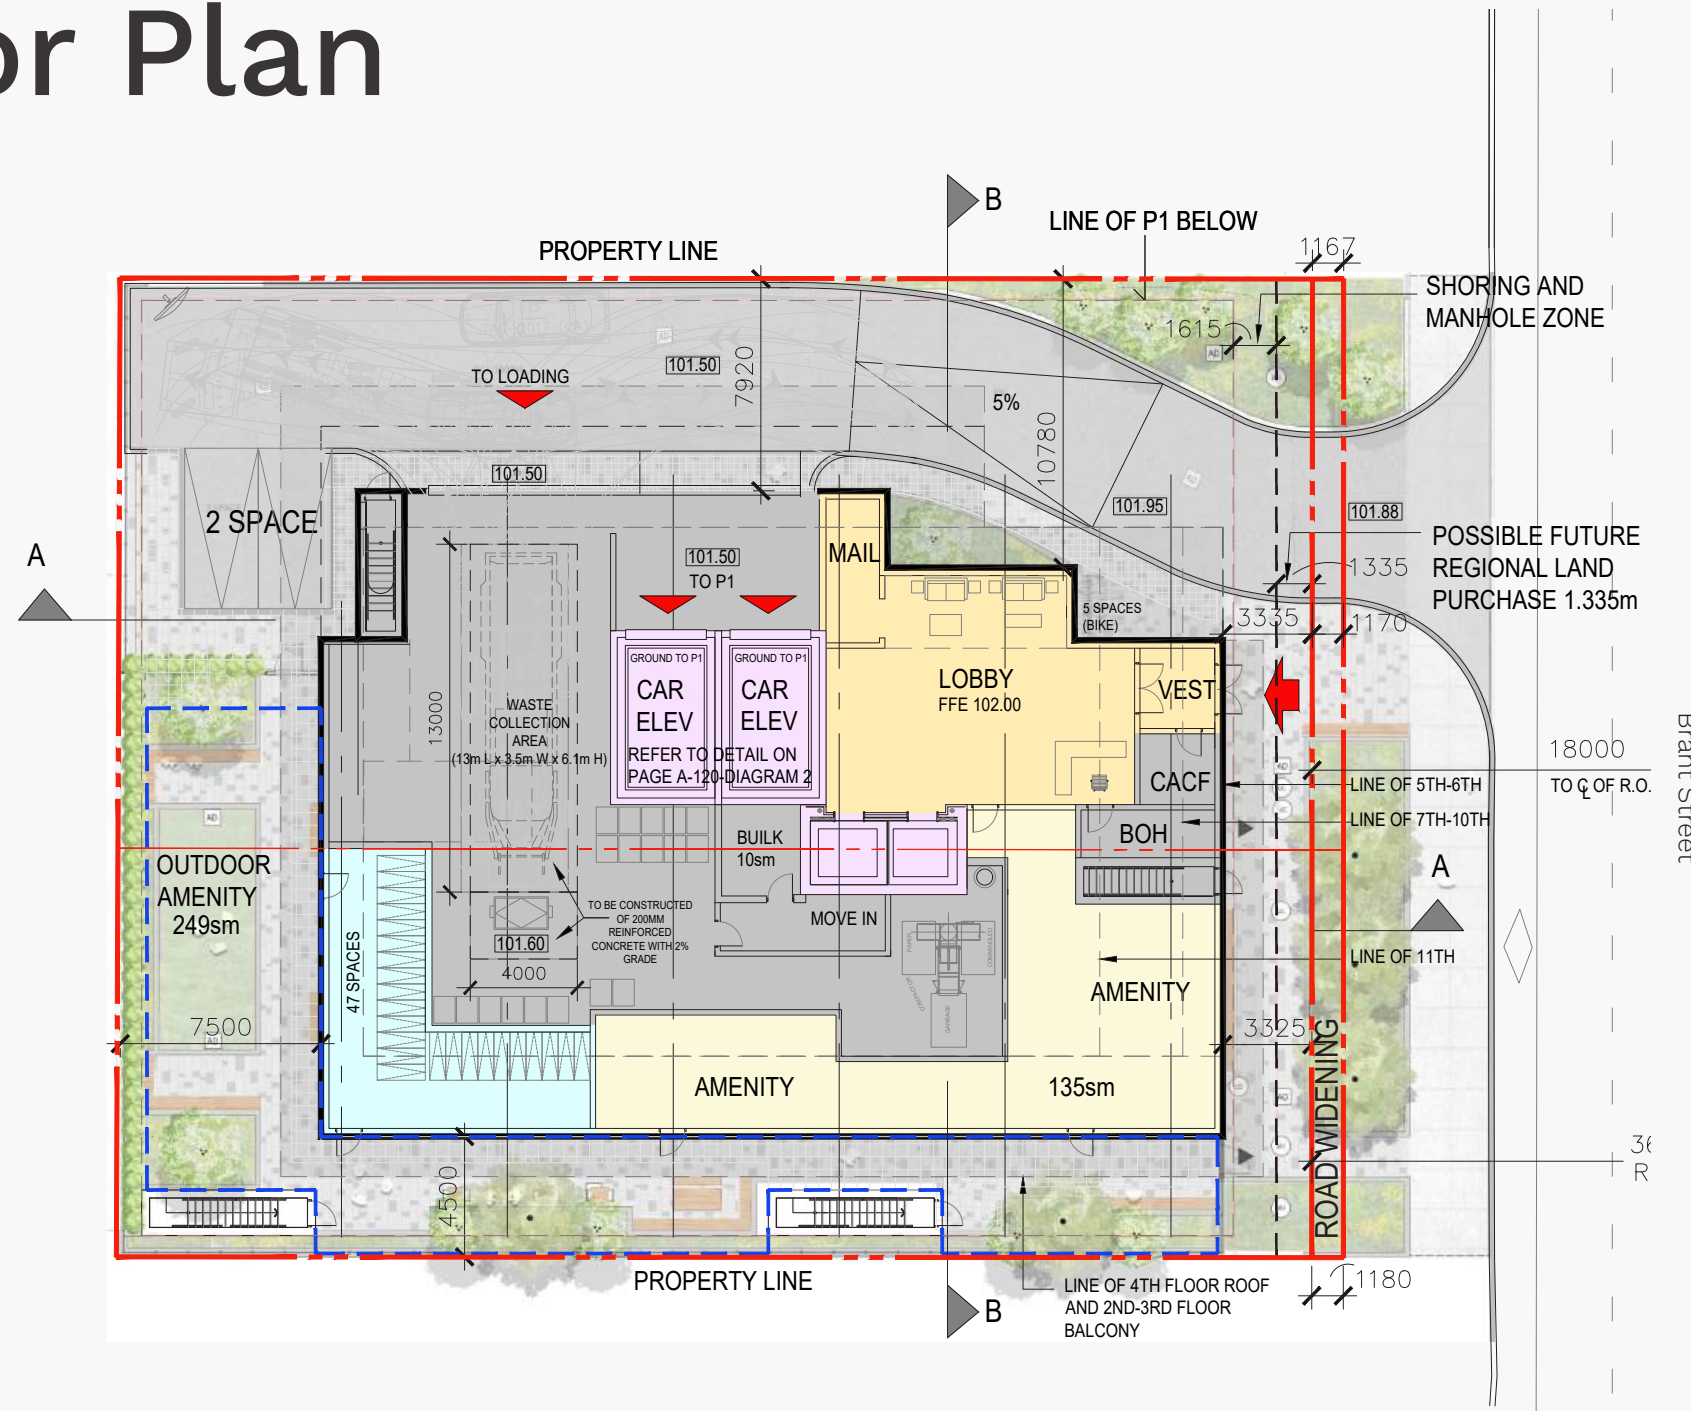 or Plan
B
LINE OF P1 BELOW
PROPERTY LINE
1167
SHORING AND
MANHOLE ZONE
1615
101.50
7920
TO LOADING
5%
10780
101.50
101.95
101.88
2 SPACE
POSSIBLE FUTURE
REGIONAL LAND
PURCHASE 1.335m
A
MAIL
101.50
TO P1
1335
5 SPACES
(BIKE)
3335
1170
GROUND TO P1
GROUND TO P1
CAR
ELEV
CAR
ELEV
LOBBY
FFE 102.00
VEST
13000
WASTE
COLLECTION
AREA
(13m L x 3.5m W x 6.1m H)
REFER TO DETAIL ON
PAGE A-120-DIAGRAM 2
18000
TO ℄ OF R.O.
Brant Street
CACF
LINE OF 5TH-6TH
LINE OF 7TH-10TH
BUILK
10sm
BOH
OUTDOOR
AMENITY
249sm
A
TO BE CONSTRUCTED
OF 200MM
REINFORCED
CONCRETE WITH 2%
GRADE
MOVE IN
101.60
4000
47 SPACES
LINE OF 11TH
AMENITY
GARBAGE
7500
3325
AMENITY
135sm
ROAD WIDENING
36
R
4500
PROPERTY LINE
LINE OF 4TH FLOOR ROOF
AND 2ND-3RD FLOOR
BALCONY
1180
B